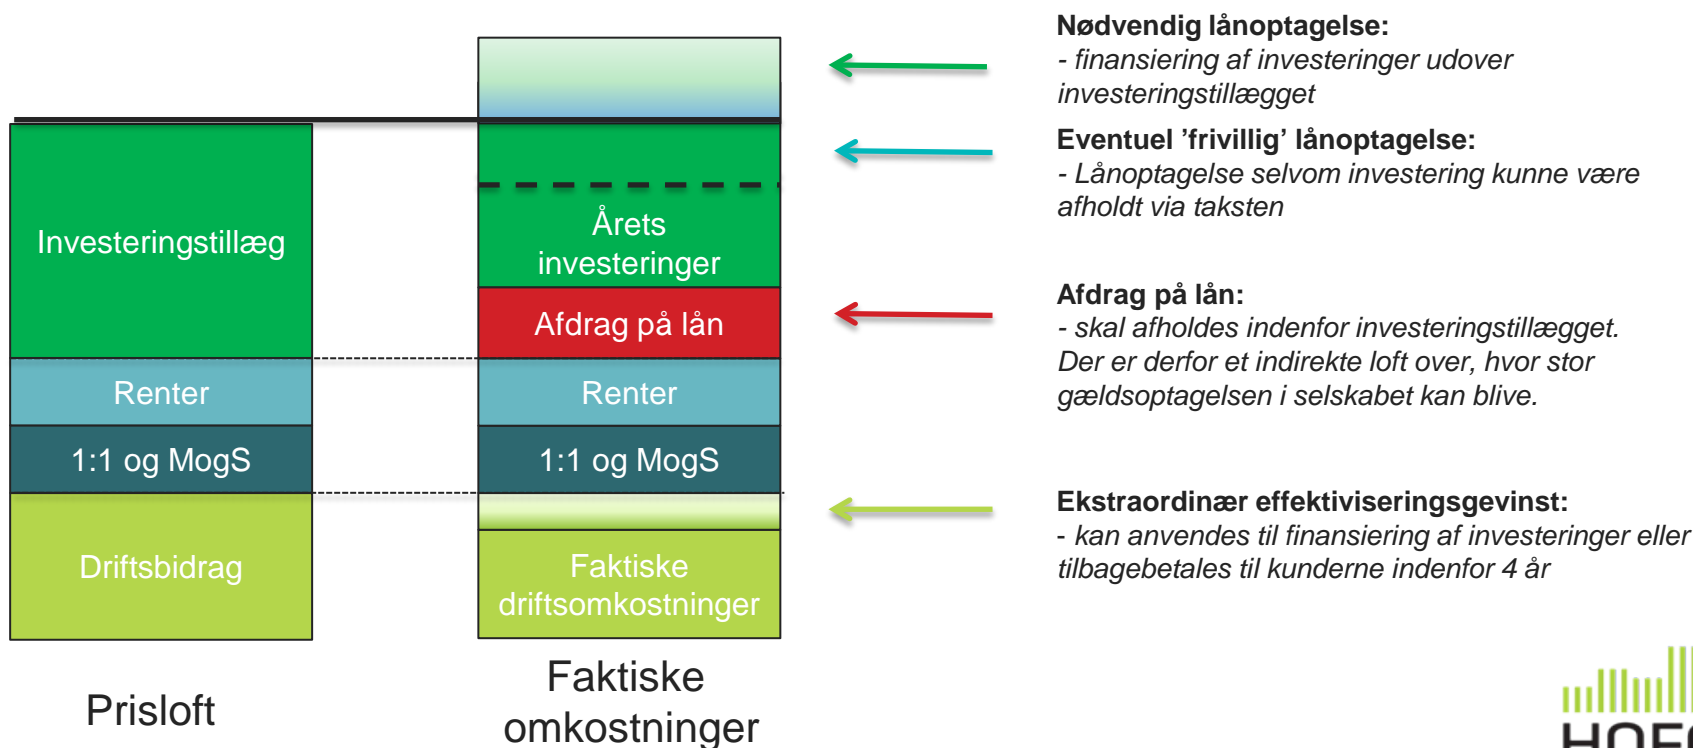 Investeringstillæg
Renter
1:1 og MogS
Driftsbidrag
Prisloft
Årets
investeringer
Afdrag på lån
Renter
1:1 og MogS
Faktiske
driftsomkostninger
Faktiske
omkostninger
Nødvendig lånoptagelse:
- finansiering af investeringer udover
investeringstillægget
Eventuel ’frivillig’ lånoptagelse:
- Lånoptagelse selvom investering kunne være
afholdt via taksten
Afdrag på lån:
- skal afholdes indenfor investeringstillægget.
Der er derfor et indirekte loft over, hvor stor
gældsoptagelsen i selskabet kan blive.
Ekstraordinær effektiviseringsgevinst:
- kan anvendes til finansiering af investeringer eller
tilbagebetales til kunderne indenfor 4 år